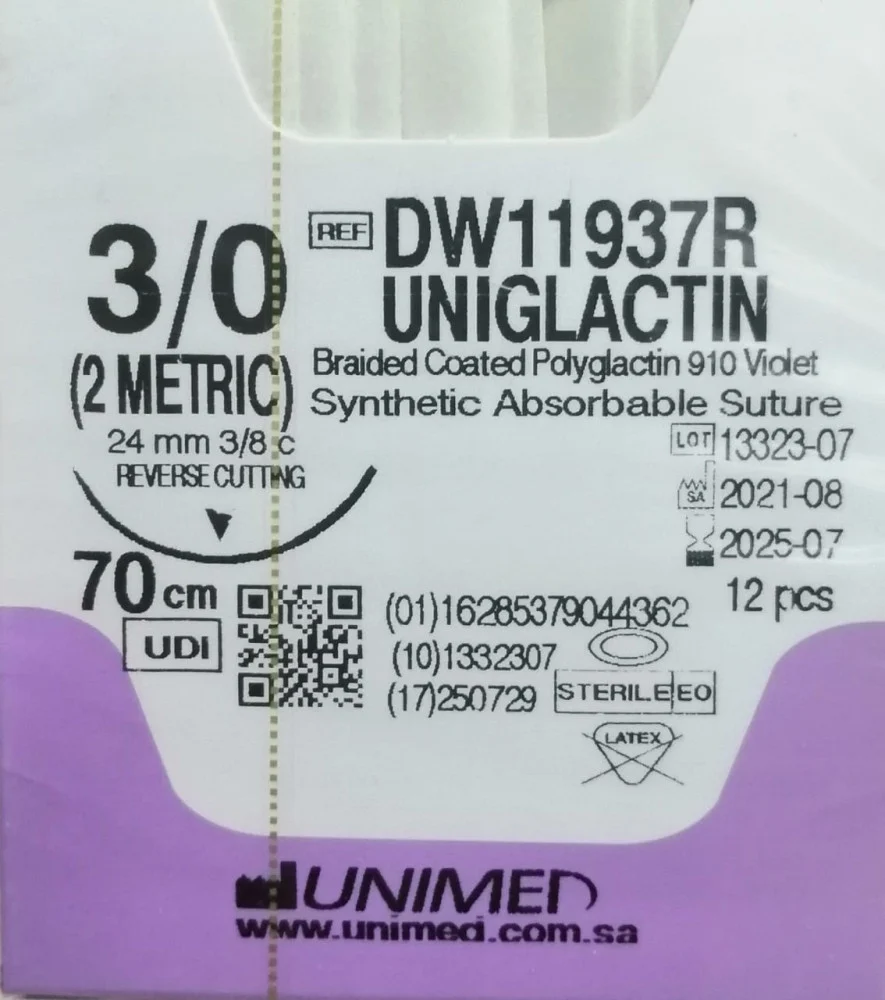 3/0
REF DW11937R
UNIGLACTIN
(2 METRIC)
Braided Coated Polyglactin 910 Violet
Synthetic Absorbable Suture
24 mm 3/8 c
REVERSE CUTTING
LOT 13323-07
SA 2021-08
2025-07
70 cm
12 pcs
UDI
(01)16285379044362
(10)1332307
(17)250729
STERILE EO
LATEX
UNIMED
www.unimed.com.sa